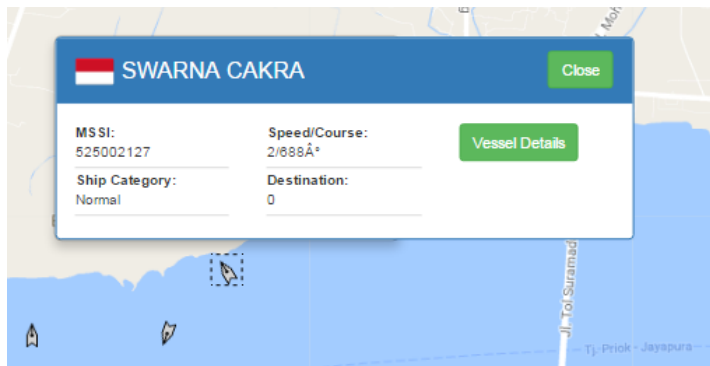 SWARNA CAKRA
Close
MSSI:
525002127
Speed/Course:
2/688Â°
Vessel Details
Ship Category:
Normal
Destination:
0
Jl. Tol Suramad
Tj. Priok - Jayapura